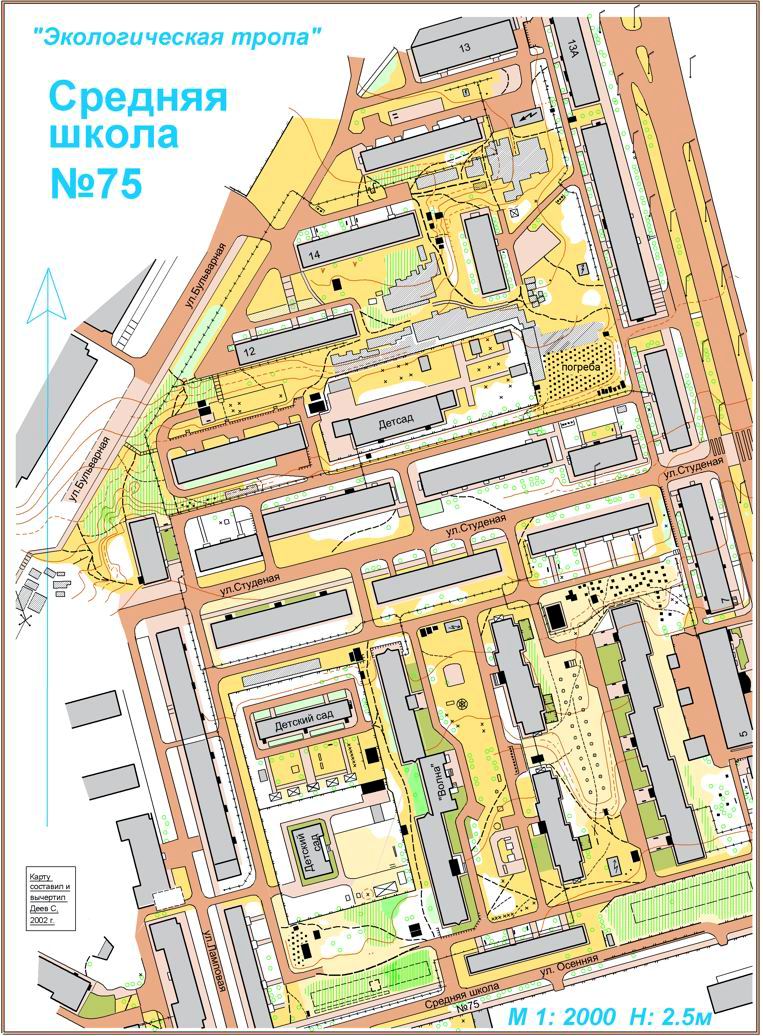 "Экологическая тропа"
Средняя
школа
№75
13
13А
14
12
ул.Бульварная
погреба
Детсад
ул.Бульварная
ул.Студеная
ул.Студеная
ул.Студеная
7
Детский сад
"Волна"
5
Детский
сад
Карту
составил и
вычертил
Деев С.
2002 г.
ул.Ламповая
ул. Осенняя
Средняя школа
№75
М 1: 2000 Н: 2.5м